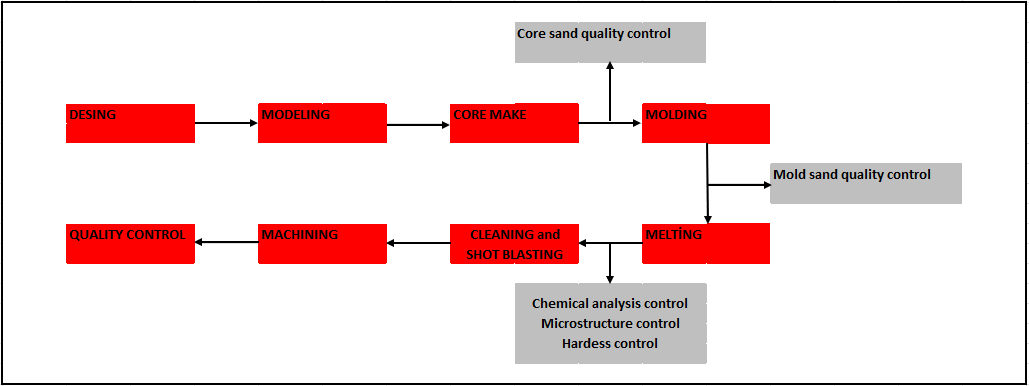 Core sand quality control
DESING
MODELING
CORE MAKE
MOLDING
Mold sand quality control
QUALITY CONTROL
MACHINING
CLEANING and
SHOT BLASTING
MELTİNG
Chemical analysis control
Microstructure control
Hardess control